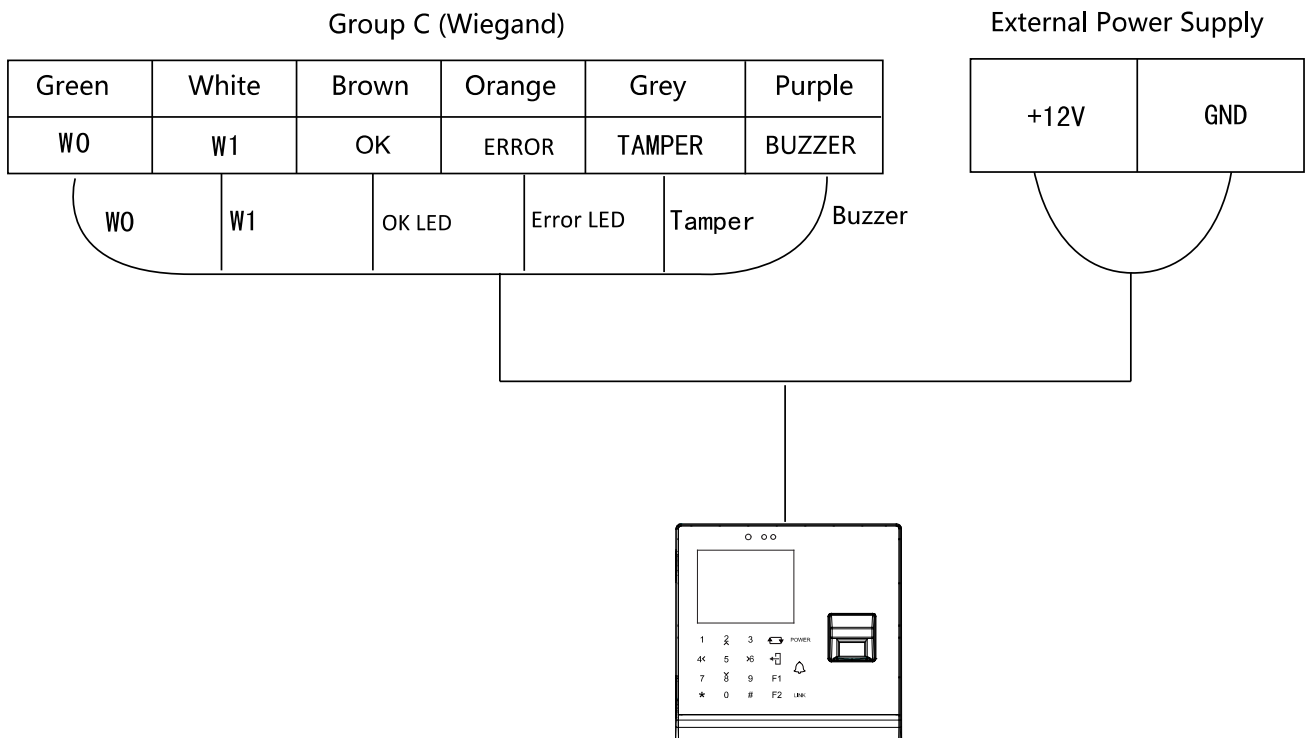 Group C (Wiegand)
External Power Supply
Green White Brown Orange Grey Purple
W0 W1 OK ERROR TAMPER BUZZER
+12V GND
W0 W1 OK LED Error LED Tamper Buzzer
1 2 3 POWER
4 5 6
7 8 9 F1
* 0 # F2 LINK